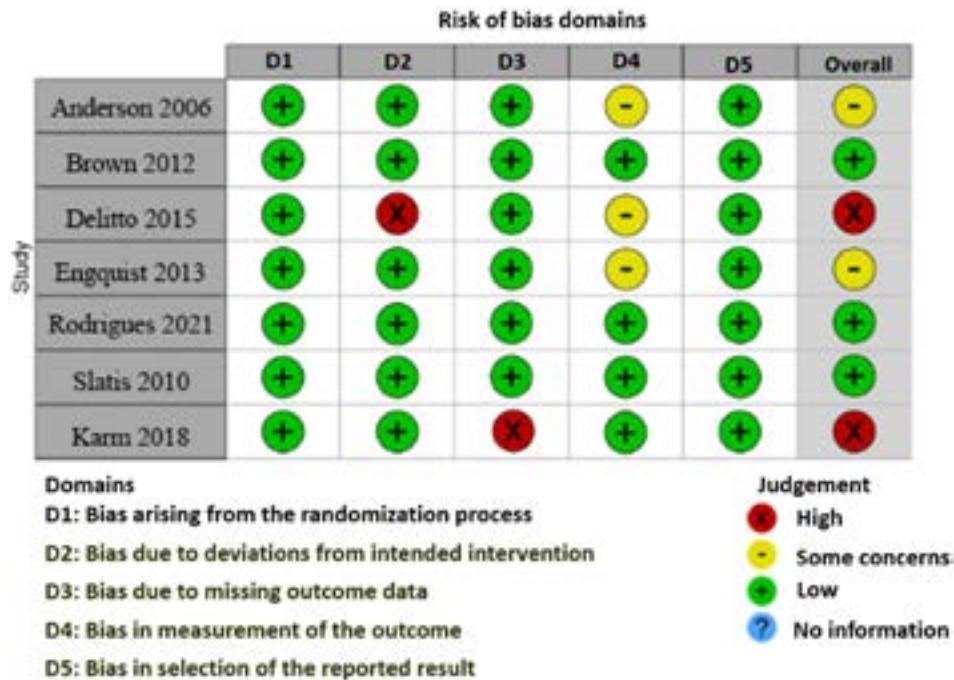 Risk of bias domains
D1 D2 D3 D4 D5 Overall
Study
Anderson 2006 + + + - + -
Brown 2012 + + + + + +
Delitto 2015 + X + - + X
Engquist 2013 + + + - + -
Rodrigues 2021 + + + + + +
Slatis 2010 + + + + + +
Karm 2018 + + X + + X
Domains
D1: Bias arising from the randomization process
D2: Bias due to deviations from intended intervention
D3: Bias due to missing outcome data
D4: Bias in measurement of the outcome
D5: Bias in selection of the reported result
Judgement
X High
- Some concerns
+ Low
? No information